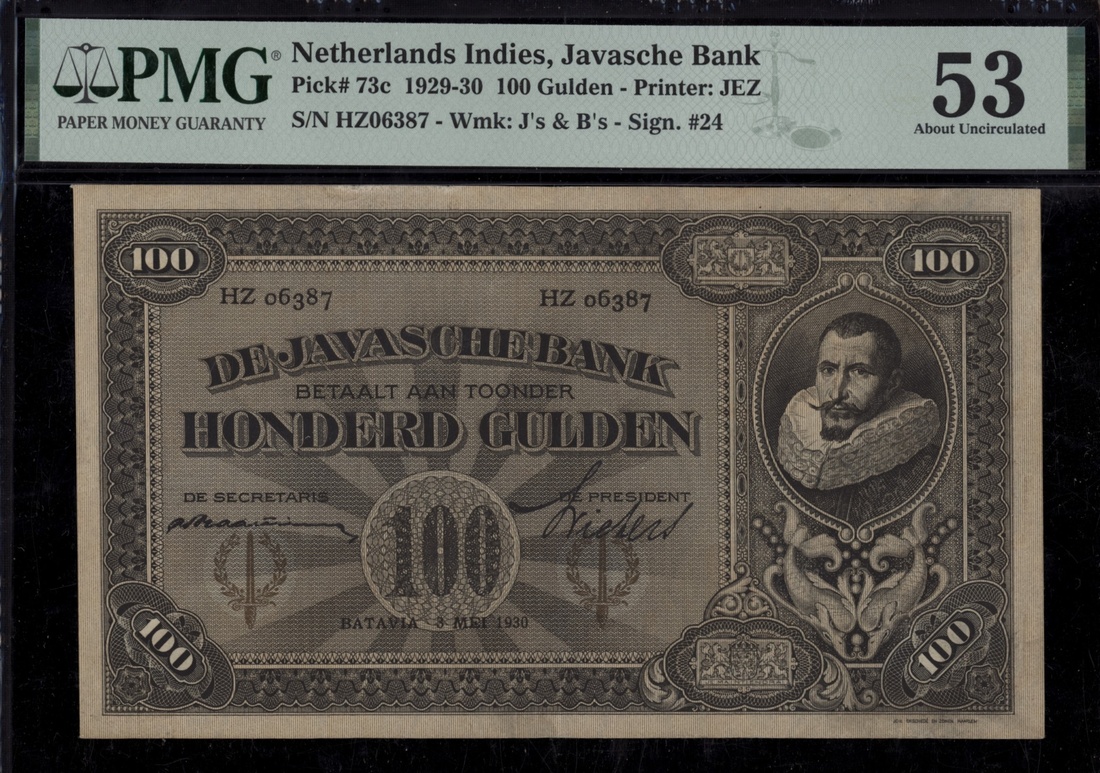 PMG®
PAPER MONEY GUARANTY
Netherlands Indies, Javasche Bank
Pick# 73c 1929-30 100 Gulden - Printer: JEZ
S/N HZ06387 - Wmk: J's & B's - Sign. #24
53
About Uncirculated
100
100
HZ 06387
HZ 06387
DE JAVASCHE BANK
BETAALT AAN TOONDER
HONDERD GULDEN
DE SECRETARIS
DE PRESIDENT
100
BATAVIA 3 MEI 1930
100
100